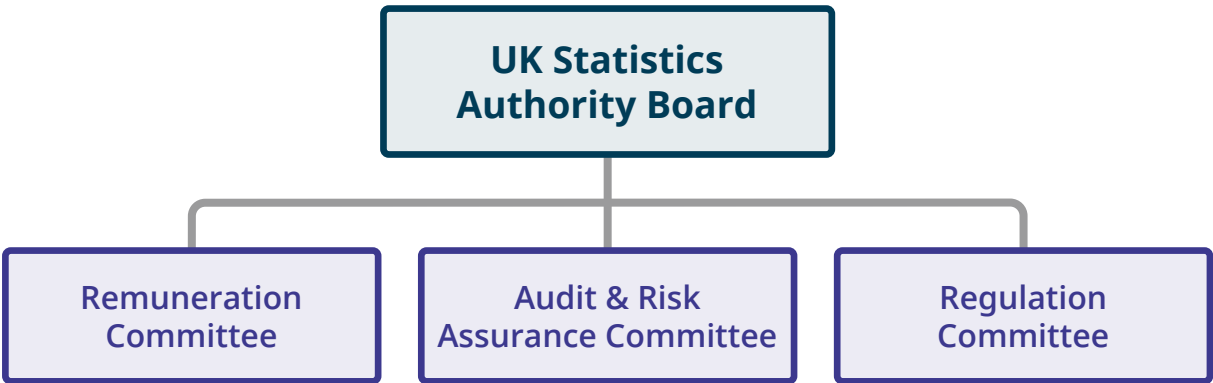 UK Statistics
Authority Board
Remuneration
Committee
Audit & Risk
Assurance Committee
Regulation
Committee